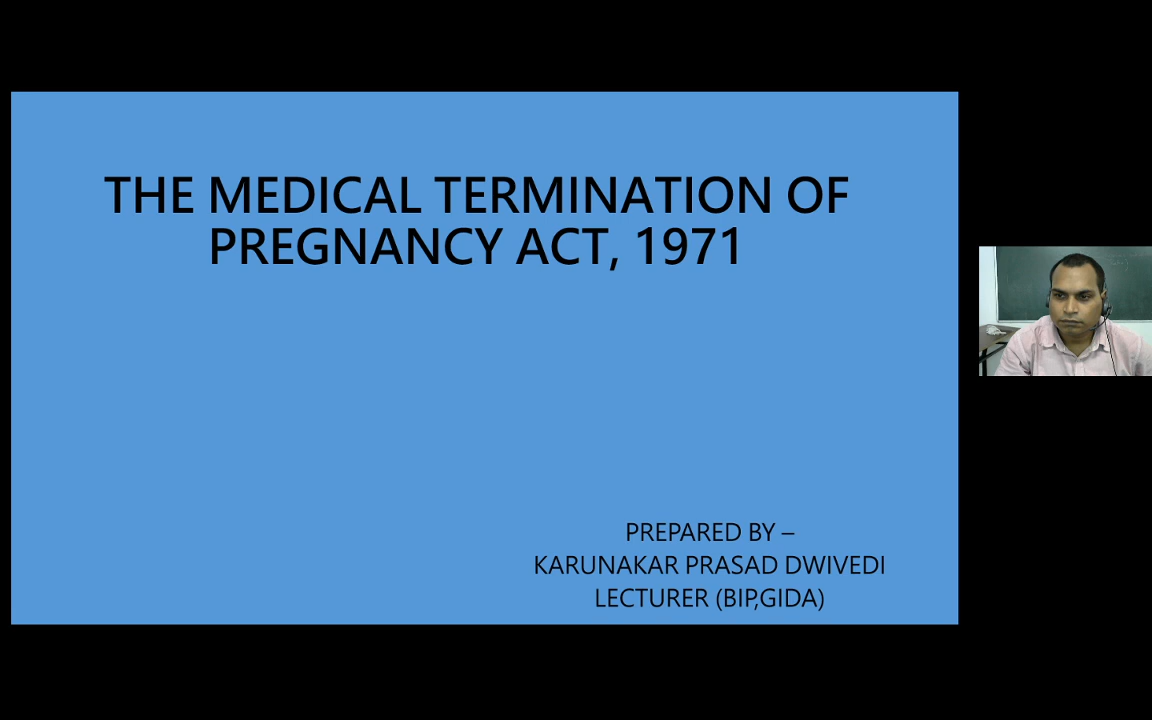 THE MEDICAL TERMINATION OF
PREGNANCY ACT, 1971
PREPARED BY –
KARUNAKAR PRASAD DWIVEDI
LECTURER (BIP,GIDA)